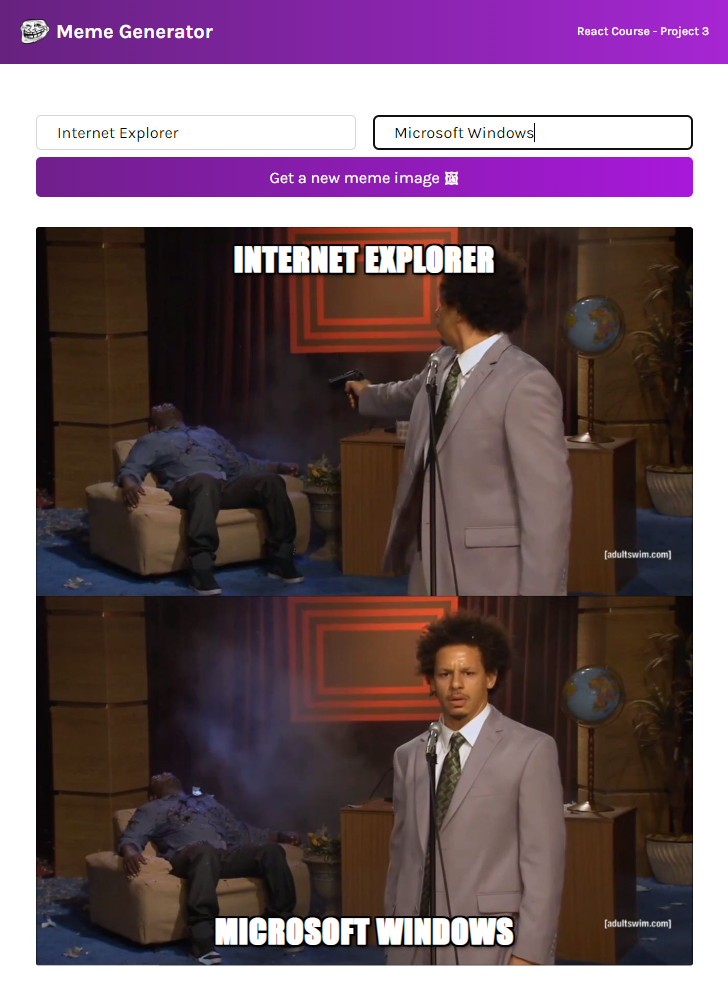 Meme Generator
React Course - Project 3
Internet Explorer
Microsoft Windows
Get a new meme image 🖼
INTERNET EXPLORER
[adultswim.com]
[adultswim.com]
MICROSOFT WINDOWS